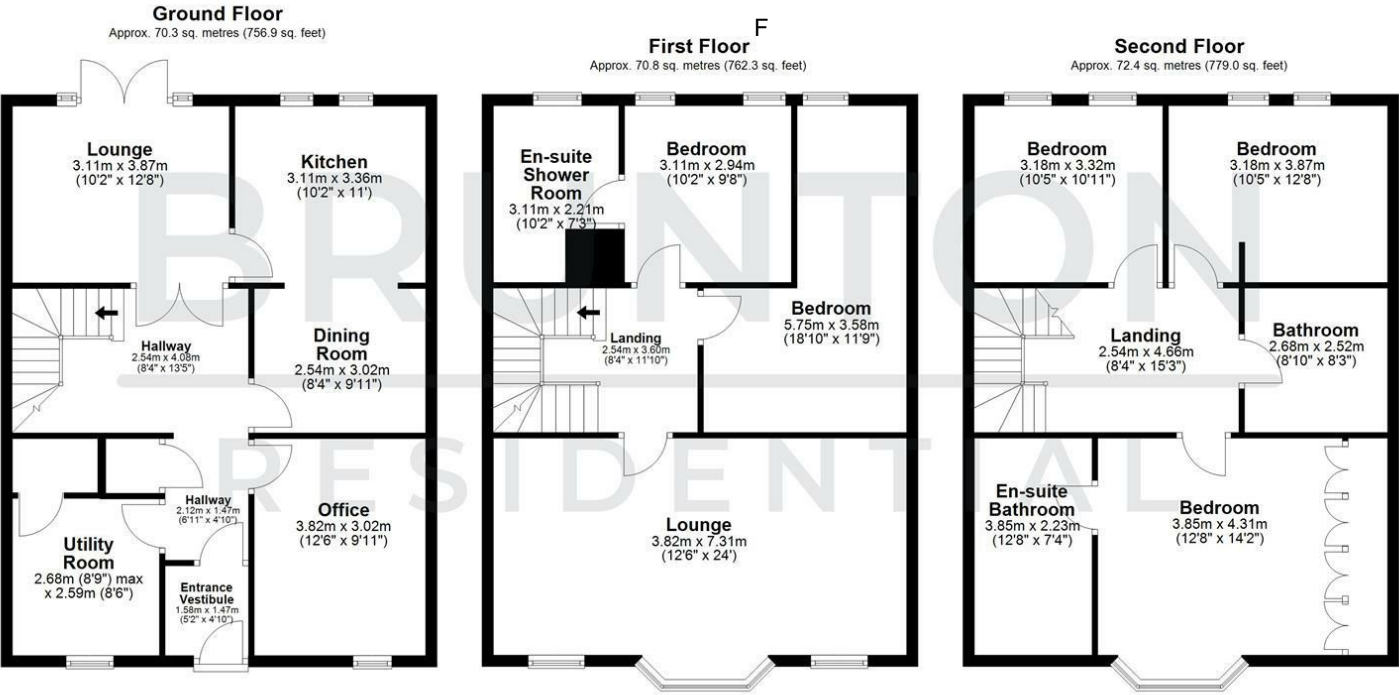 Ground Floor
Approx. 70.3 sq. metres (756.9 sq. feet)
Lounge
3.11m x 3.87m
(10'2" x 12'8")
Kitchen
3.11m x 3.36m
(10'2" x 11')
Hallway
2.54m x 4.08m
(8'4" x 13'5")
Dining
Room
2.54m x 3.02m
(8'4" x 9'11")
Hallway
2.12m x 1.47m
(6'11" x 4'10")
Office
3.82m x 3.02m
(12'6" x 9'11")
Utility
Room
2.68m (8'9") max
x 2.59m (8'6")
Entrance
Vestibule
1.58m x 1.47m
(5'2" x 4'10")
F
First Floor
Approx. 70.8 sq. metres (762.3 sq. feet)
En-suite
Shower
Room
3.11m x 2.21m
(10'2" x 7'3")
Bedroom
3.11m x 2.94m
(10'2" x 9'8")
Landing
2.54m x 3.60m
(8'4" x 11'10")
Bedroom
5.75m x 3.58m
(18'10" x 11'9")
Lounge
3.82m x 7.31m
(12'6" x 24')
Second Floor
Approx. 72.4 sq. metres (779.0 sq. feet)
Bedroom
3.18m x 3.32m
(10'5" x 10'11")
Bedroom
3.18m x 3.87m
(10'5" x 12'8")
Landing
2.54m x 4.66m
(8'4" x 15'3")
Bathroom
2.68m x 2.52m
(8'10" x 8'3")
En-suite
Bathroom
3.85m x 2.23m
(12'8" x 7'4")
Bedroom
3.85m x 4.31m
(12'8" x 14'2")
BRUNTON
RESIDENTIAL